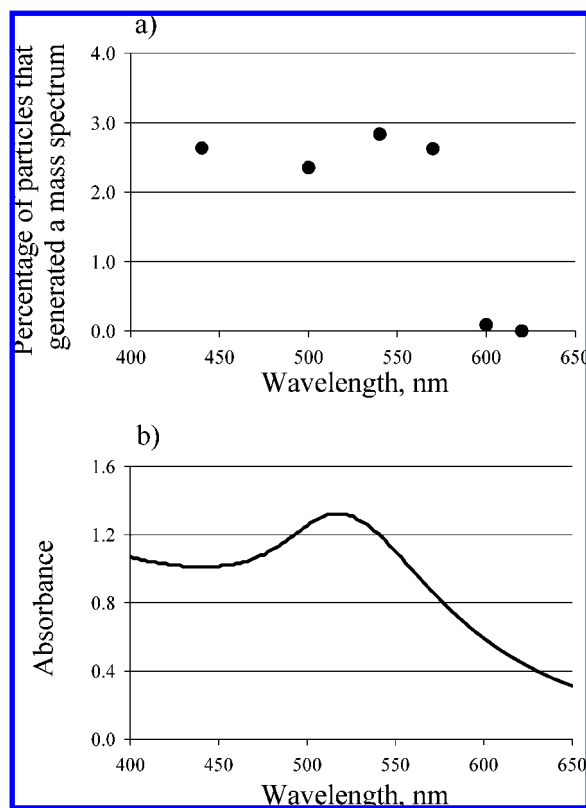 a)
Percentage of particles that
generated a mass spectrum
4.0
3.0
2.0
1.0
0.0
400 450 500 550 600 650
Wavelength, nm
b)
Absorbance
1.6
1.2
0.8
0.4
0.0
400 450 500 550 600 650
Wavelength, nm